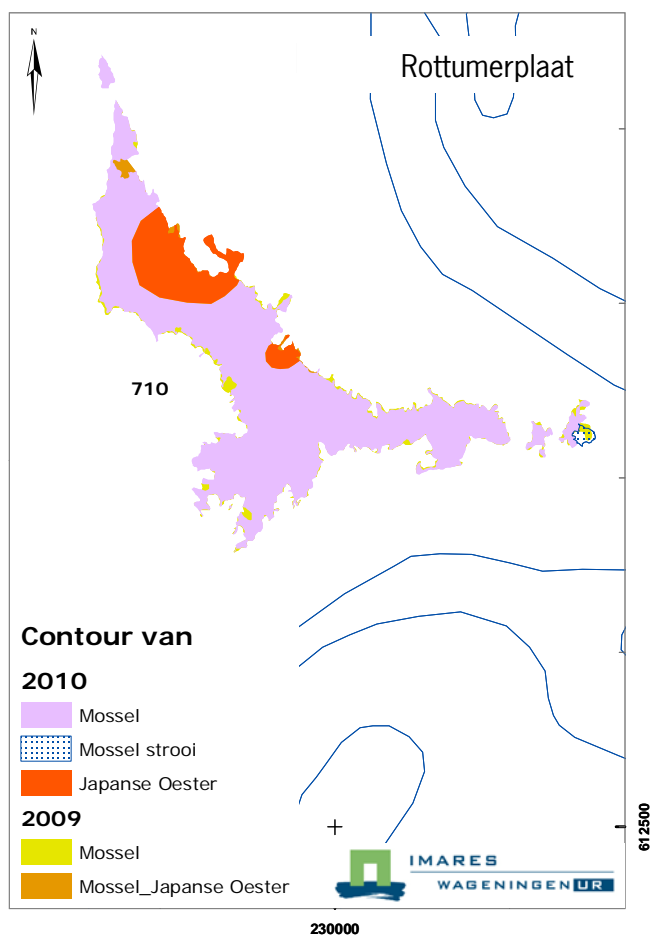 N
Rottumerplaat
710
Contour van
2010
Mossel
Mossel strooi
Japanse Oester
2009
Mossel
Mossel_Japanse Oester
IMARES
WAGENINGEN UR
612500
230000